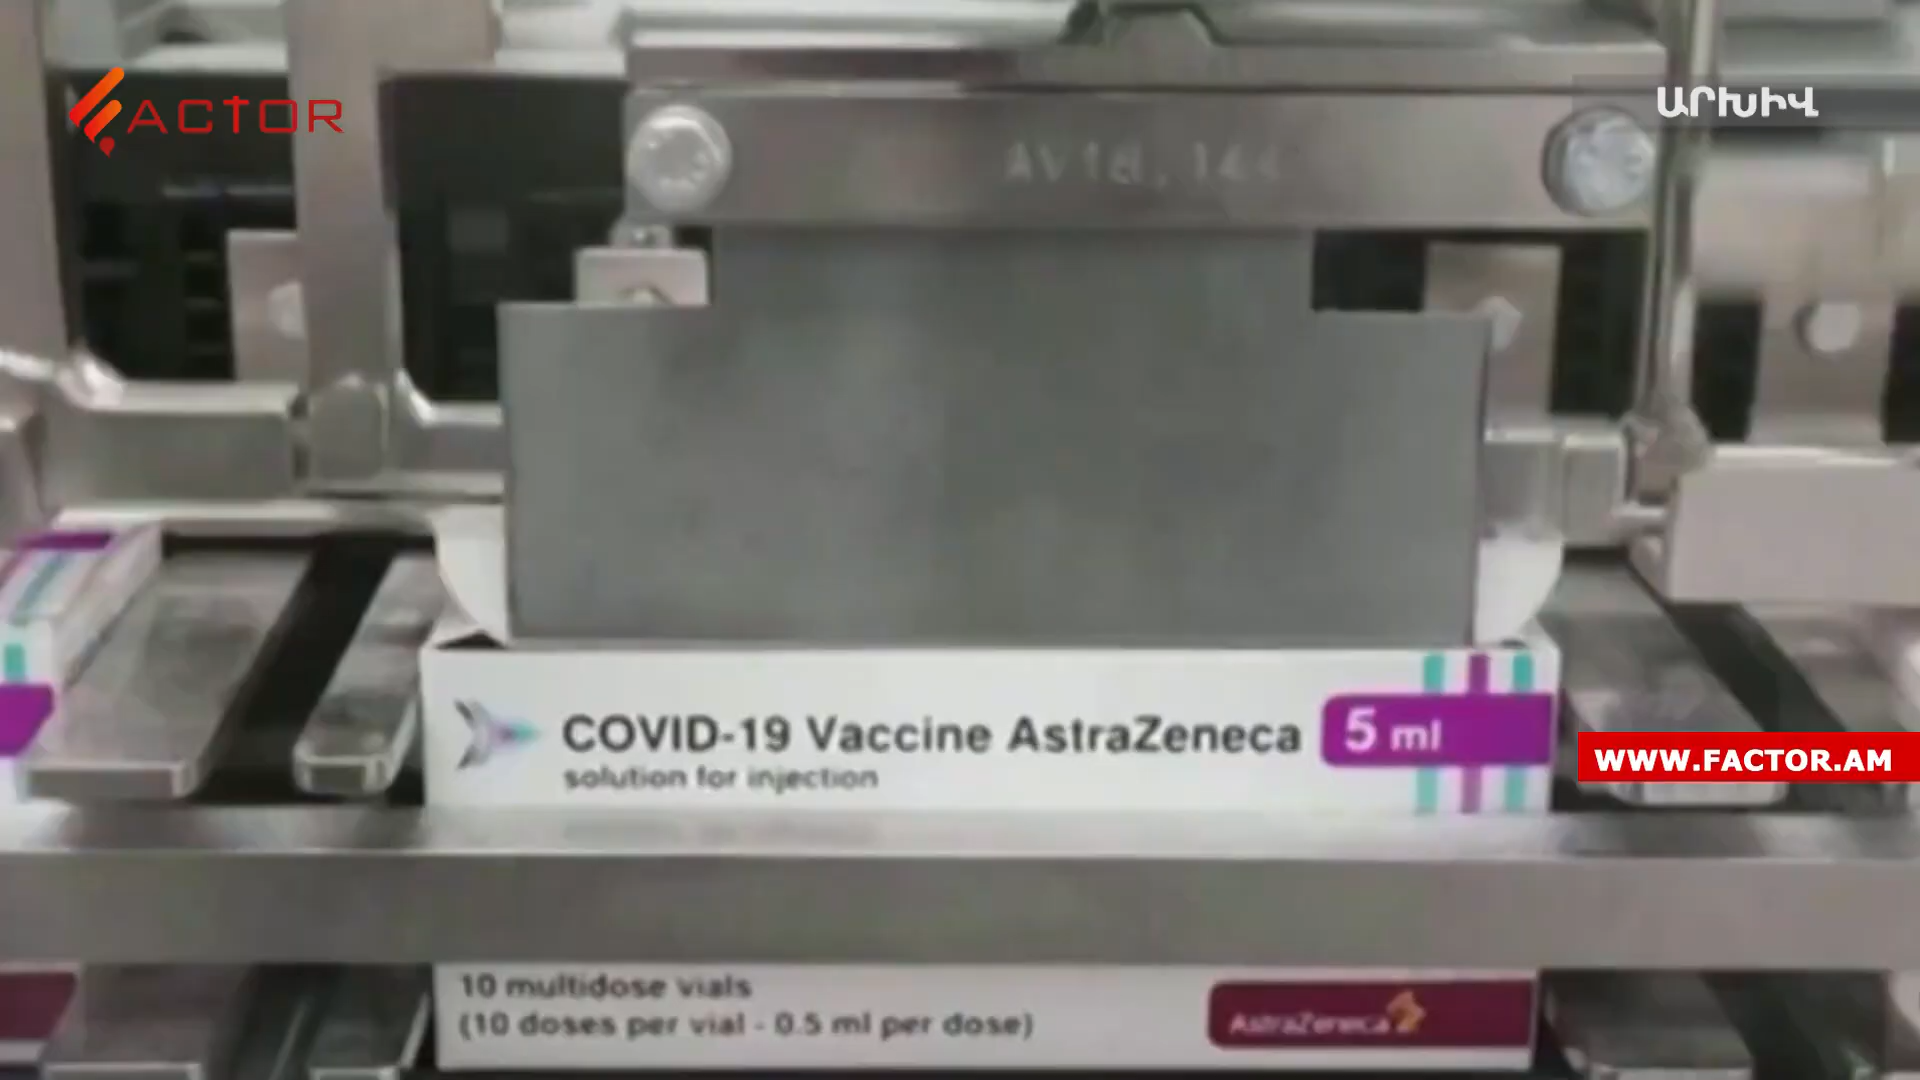 FACTOR
ԱՐԽԻՎ
COVID-19 Vaccine AstraZeneca
5 ml
solution for injection
WWW.FACTOR.AM
10 multidose vials
(10 doses per vial - 0.5 ml per dose)
AstraZeneca